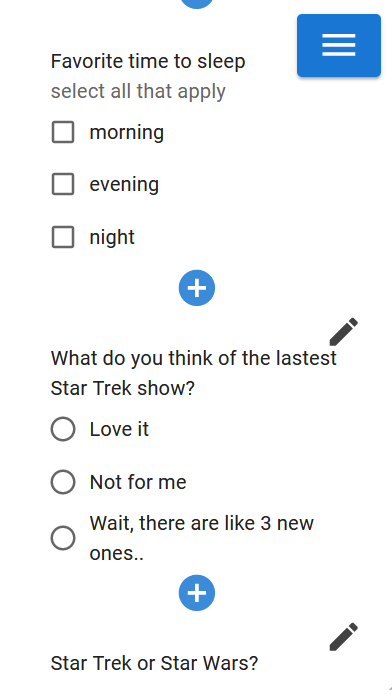 Favorite time to sleep
select all that apply
morning
evening
night
What do you think of the lastest
Star Trek show?
Love it
Not for me
Wait, there are like 3 new
ones..
Star Trek or Star Wars?